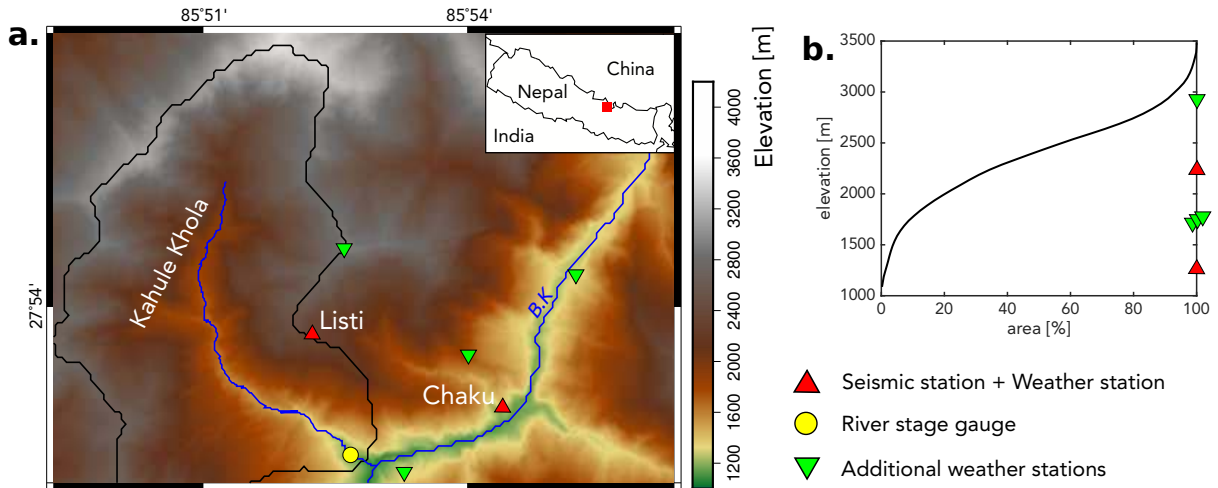 a.
85°51'
85°54'
27°54'
Kahule Khola
Listi
Chaku
B.K
China
Nepal
India
Elevation [m]
4000
3600
3200
2800
2400
2000
1600
1200
b.
elevation [m]
3500
3000
2500
2000
1500
1000
0
20
40
60
80
100
area [%]
Seismic station + Weather station
River stage gauge
Additional weather stations